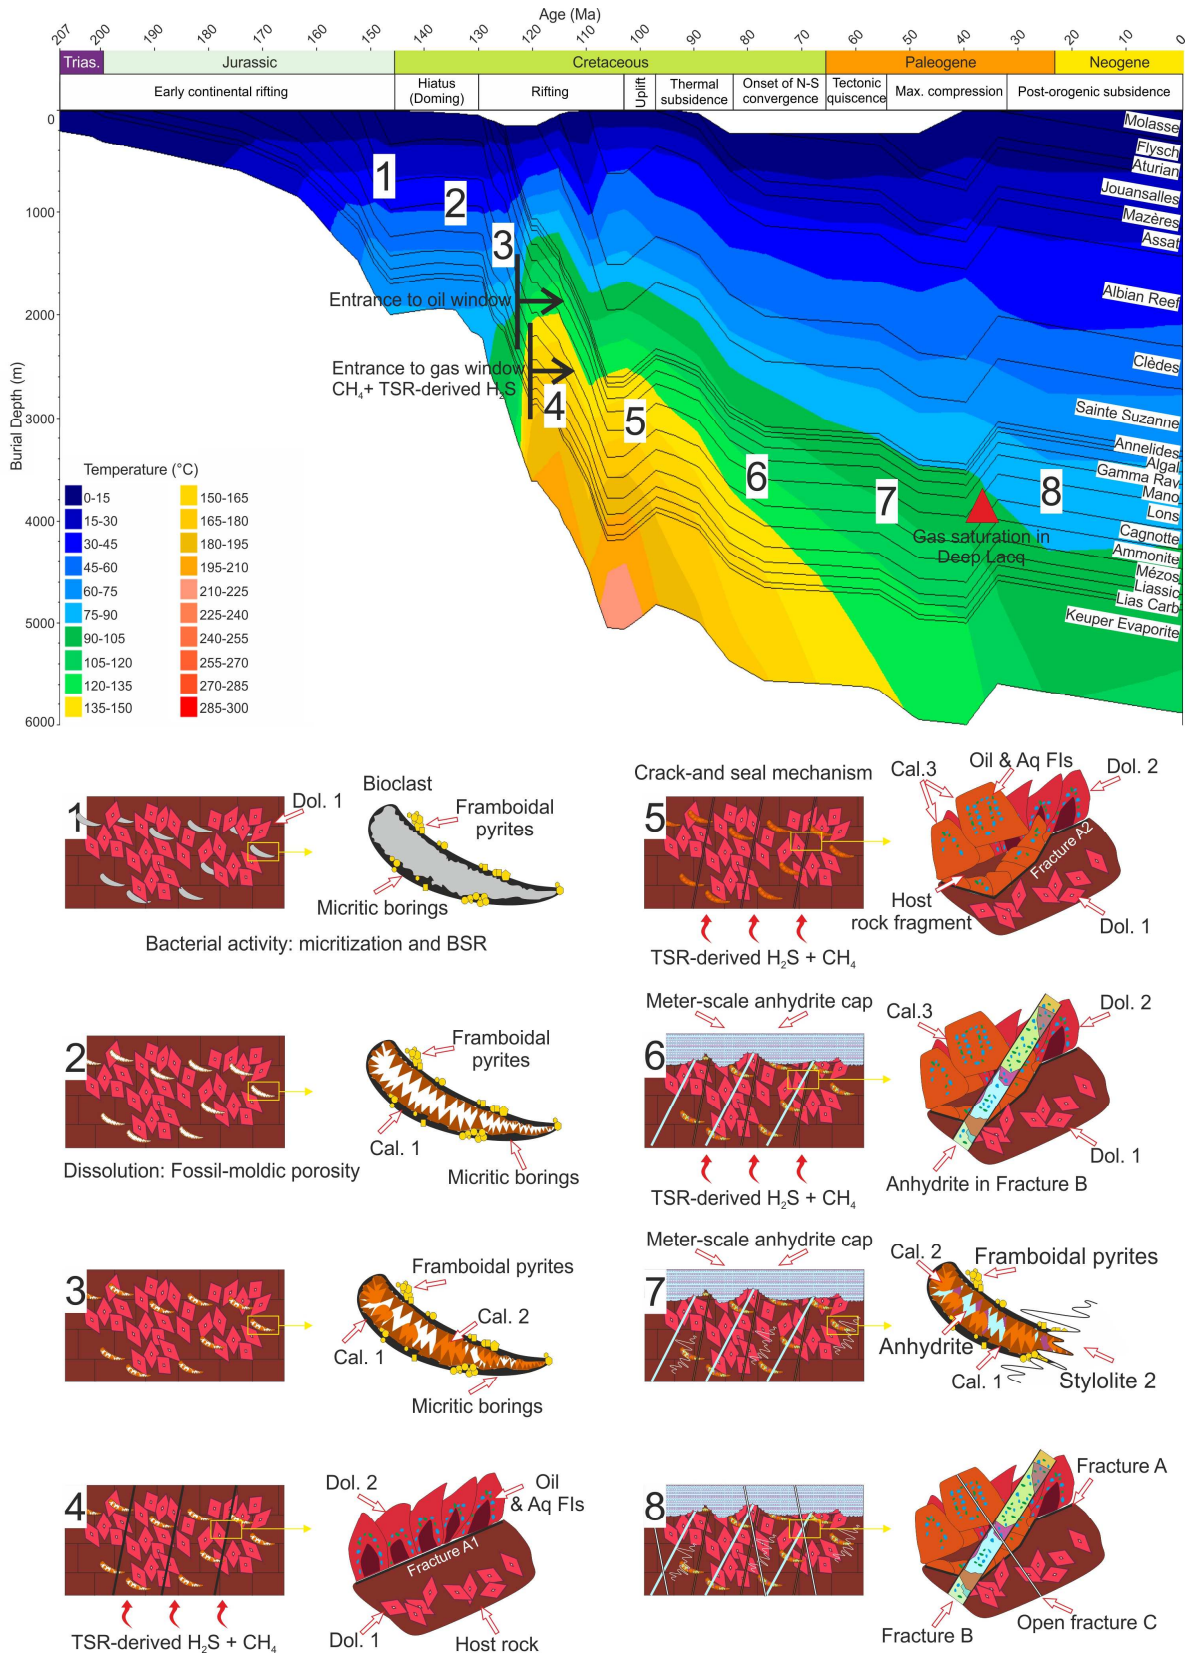 Age (Ma)
207 200 190 180 170 160 150 140 130 120 110 100 90 80 70 60 50 40 30 20 10 0
Trias. Jurassic Cretaceous Paleogene Neogene
Early continental rifting
Hiatus
(Doming)
Rifting
Uplift
Thermal
subsidence
Onset of N-S
convergence
Tectonic
quiscence
Max. compression
Post-orogenic subsidence
Burial Depth (m)
0
1000
2000
3000
4000
5000
6000
1
2
3
4
5
6
7
8
Entrance to oil window
Entrance to gas window
CH₄+ TSR-derived H₂S
Gas saturation in
Deep Lacq
Molasse
Flysch
Aturian
Jouansalles
Mazères
Assat
Albian Reef
Clèdes
Sainte Suzanne
Annelides
Algal
Gamma Ray
Mano
Lons
Cagnotte
Ammonite
Mézos
Liassic
Lias Carb
Keuper Evaporite
Temperature (°C)
0-15
15-30
30-45
45-60
60-75
75-90
90-105
105-120
120-135
135-150
150-165
165-180
180-195
195-210
210-225
225-240
240-255
255-270
270-285
285-300
1
Dol. 1
Bioclast
Framboidal
pyrites
Micritic borings
Bacterial activity: micritization and BSR
2
Framboidal
pyrites
Cal. 1
Micritic borings
Dissolution: Fossil-moldic porosity
3
Framboidal pyrites
Cal. 2
Cal. 1
Micritic borings
4
TSR-derived H₂S + CH₄
Dol. 2
Oil
& Aq FIs
Fracture A1
Dol. 1
Host rock
Crack-and seal mechanism
5
TSR-derived H₂S + CH₄
Cal.3
Oil & Aq FIs
Dol. 2
Fracture A2
Host
rock fragment
Dol. 1
Meter-scale anhydrite cap
6
TSR-derived H₂S + CH₄
Cal.3
Dol. 2
Dol. 1
Anhydrite in Fracture B
Meter-scale anhydrite cap
7
Cal. 2
Framboidal pyrites
Anhydrite
Cal. 1
Stylolite 2
8
Fracture A
Fracture B
Open fracture C